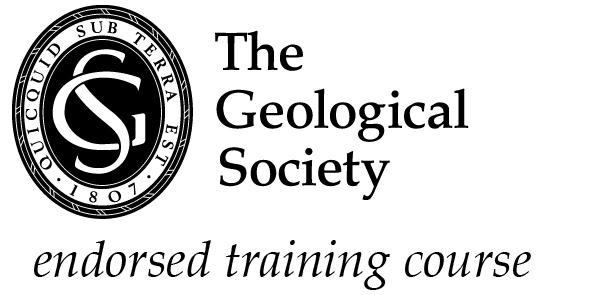 QUICQUID SUB TERRA EST
· 1807 ·
GS
The
Geological
Society
endorsed training course